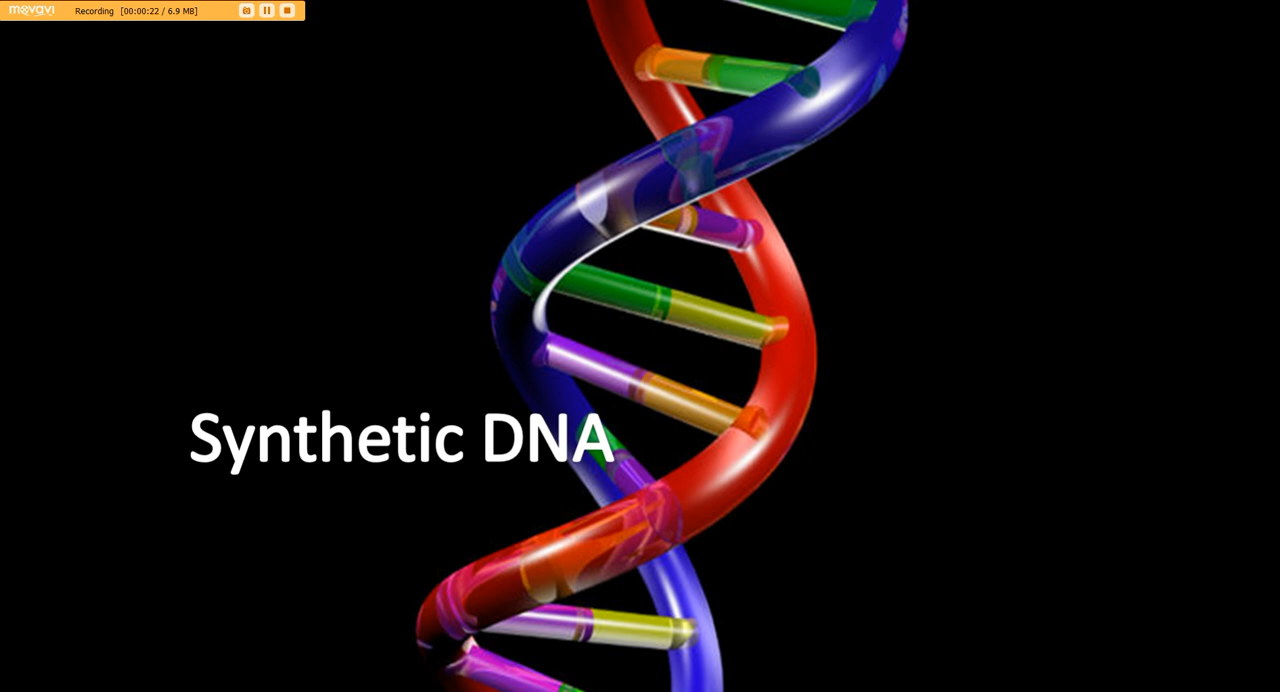 movavi Recording [00:00:22 / 6.9 MB]
Synthetic DNA